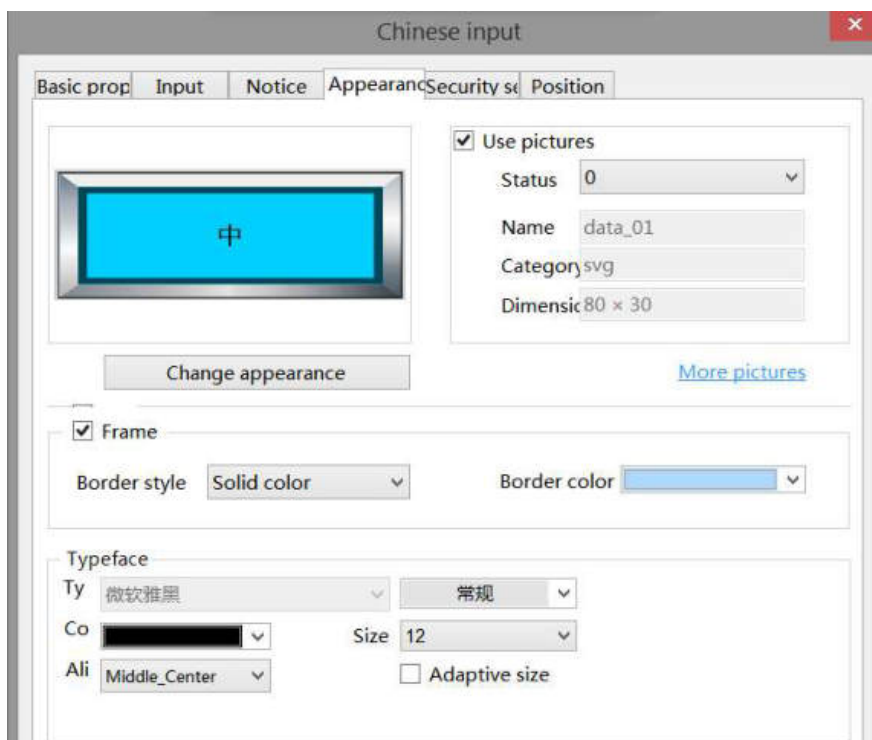 Chinese input
Basic prop Input Notice Appearanc Security se Position
中
Use pictures
Status 0
Name data_01
Category svg
Dimensic 80 × 30
Change appearance
More pictures
Frame
Border style Solid color
Border color
Typeface
Ty 微软雅黑 常规
Co Size 12
Ali Middle_Center
Adaptive size